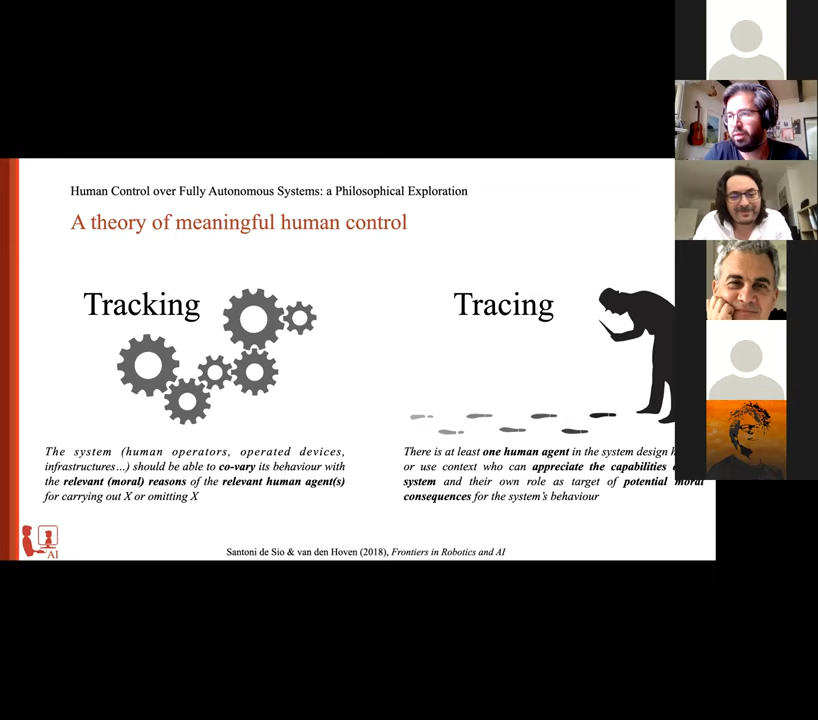 Human Control over Fully Autonomous Systems: a Philosophical Exploration
A theory of meaningful human control
Tracking
Tracing
The system (human operators, operated devices,
infrastructures…) should be able to co-vary its behaviour with
the relevant (moral) reasons of the relevant human agent(s)
for carrying out X or omitting X
There is at least one human agent in the system design
or use context who can appreciate the capabilities
system and their own role as target of potential moral
consequences for the system's behaviour
AI
Santoni de Sio & van den Hoven (2018), Frontiers in Robotics and AI